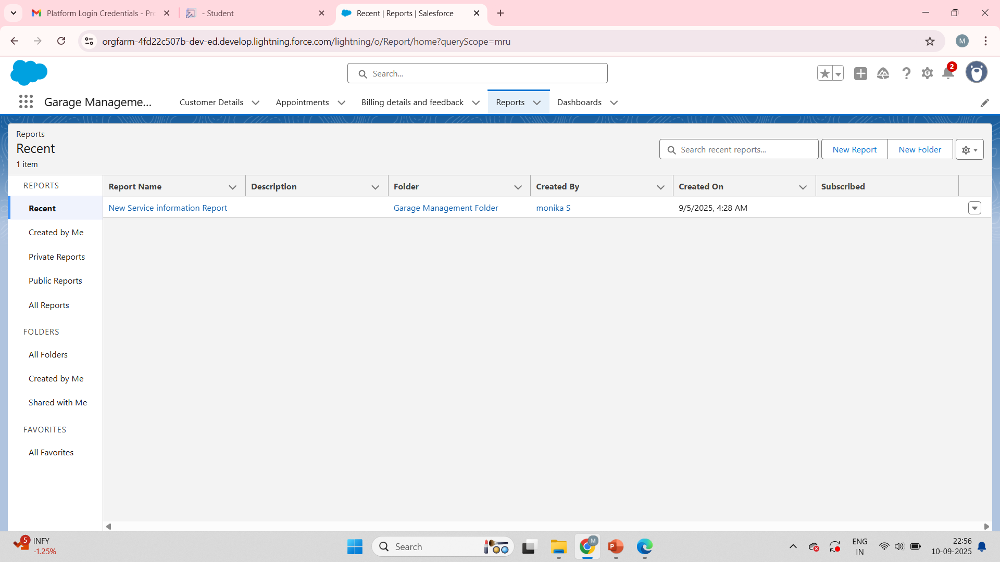 Platform Login Credentials - Pro
- Student
Recent | Reports | Salesforce
orgfarm-4fd22c507b-dev-ed.develop.lightning.force.com/lightning/o/Report/home?queryScope=mru
M
Search...
2
Garage Manageme...
Customer Details
Appointments
Billing details and feedback
Reports
Dashboards
Reports
Recent
1 item
Search recent reports...
New Report
New Folder
REPORTS
Recent
Created by Me
Private Reports
Public Reports
All Reports
FOLDERS
All Folders
Created by Me
Shared with Me
FAVORITES
All Favorites
Report Name
Description
Folder
Created By
Created On
Subscribed
New Service information Report
Garage Management Folder
monika S
9/5/2025, 4:28 AM
5
INFY
-1.25%
Search
M
P
ENG
IN
22:56
10-09-2025